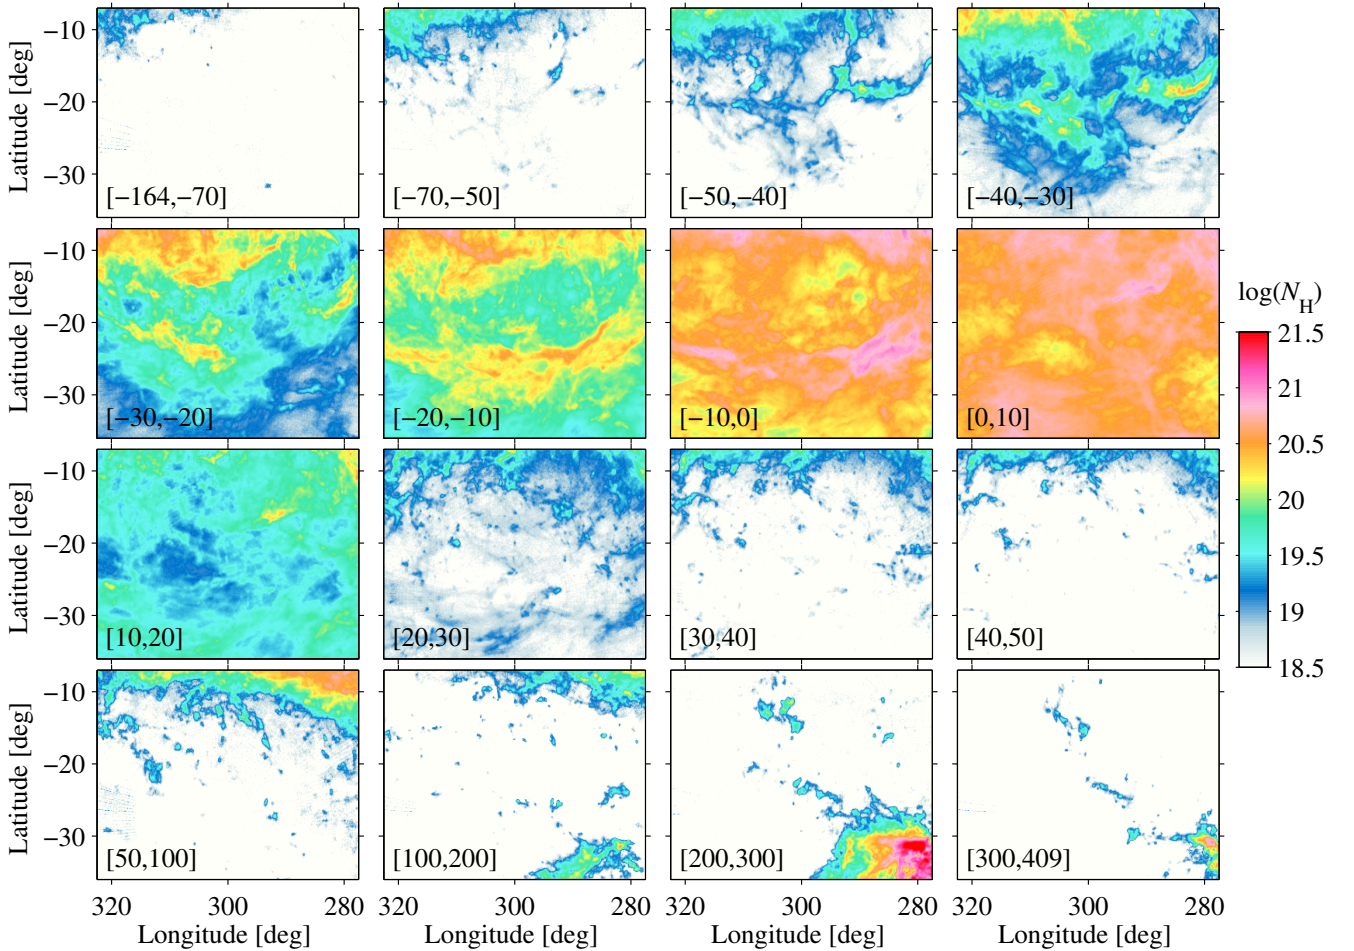 −10
−20
−30
Latitude [deg]
[−164,−70]
[−70,−50]
[−50,−40]
[−40,−30]
−10
−20
−30
Latitude [deg]
[−30,−20]
[−20,−10]
[−10,0]
[0,10]
−10
−20
−30
Latitude [deg]
[10,20]
[20,30]
[30,40]
[40,50]
−10
−20
−30
Latitude [deg]
[50,100]
[100,200]
[200,300]
[300,409]
320 300 280
320 300 280
320 300 280
320 300 280
Longitude [deg]
Longitude [deg]
Longitude [deg]
Longitude [deg]
log(N_H)
21.5
21
20.5
20
19.5
19
18.5